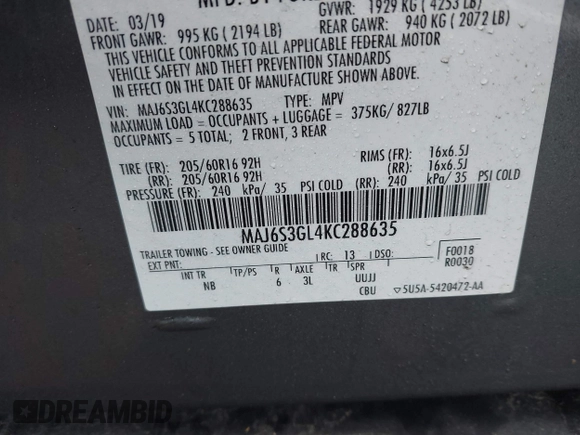 MFD. BY
DATE: 03/19 GVWR: 1929 KG ( 4253 LB)
FRONT GAWR: 995 KG ( 2194 LB) REAR GAWR: 940 KG ( 2072 LB)
THIS VEHICLE CONFORMS TO ALL APPLICABLE FEDERAL MOTOR
VEHICLE SAFETY AND THEFT PREVENTION STANDARDS
IN EFFECT ON THE DATE OF MANUFACTURE SHOWN ABOVE.
VIN: MAJ6S3GL4KC288635 TYPE: MPV
MAXIMUM LOAD = OCCUPANTS + LUGGAGE = 375KG/ 827LB
OCCUPANTS = 5 TOTAL; 2 FRONT, 3 REAR
TIRE (FR): 205/60R16 92H RIMS (FR): 16x6.5J
(RR): 205/60R16 92H (RR): 16x6.5J
PRESSURE (FR): 240 kPa/ 35 PSI COLD (RR): 240 kPa/ 35 PSI COLD
MAJ6S3GL4KC288635
TRAILER TOWING - SEE OWNER GUIDE
EXT PNT: RC: 13 DSO: F0018
R0030
INT TR TP/PS R AXLE TR SPR
NB 6 3L UUJJ
CBU ▽5U5A-5420472-AA
DREAMBID